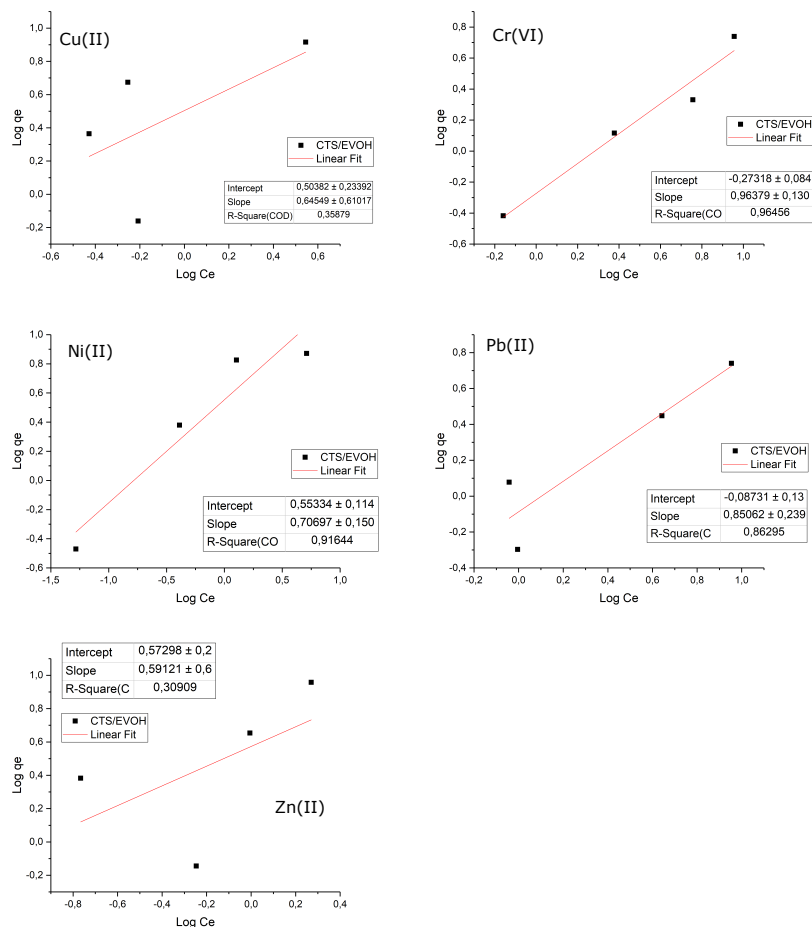 Cu(II)
1,0
0,8
0,6
0,4
0,2
0,0
-0,2
Log qe
CTS/EVOH
Linear Fit
Intercept 0,50382 ± 0,23392
Slope 0,64549 ± 0,61017
R-Square(COD) 0,35879
-0,6 -0,4 -0,2 0,0 0,2 0,4 0,6
Log Ce
Cr(VI)
0,8
0,6
0,4
0,2
0,0
-0,2
-0,4
-0,6
Log qe
CTS/EVOH
Linear Fit
Intercept -0,27318 ± 0,084
Slope 0,96379 ± 0,130
R-Square(CO 0,96456
-0,2 0,0 0,2 0,4 0,6 0,8 1,0
Log Ce
Ni(II)
1,0
0,8
0,6
0,4
0,2
0,0
-0,2
-0,4
-0,6
Log qe
CTS/EVOH
Linear Fit
Intercept 0,55334 ± 0,114
Slope 0,70697 ± 0,150
R-Square(CO 0,91644
-1,5 -1,0 -0,5 0,0 0,5 1,0
Log Ce
Pb(II)
0,8
0,6
0,4
0,2
0,0
-0,2
-0,4
Log qe
CTS/EVOH
Linear Fit
Intercept -0,08731 ± 0,13
Slope 0,85062 ± 0,239
R-Square(C 0,86295
-0,2 0,0 0,2 0,4 0,6 0,8 1,0 1,2
Log Ce
Intercept 0,57298 ± 0,2
Slope 0,59121 ± 0,6
R-Square(C 0,30909
1,0
0,8
0,6
0,4
0,2
0,0
-0,2
Log qe
CTS/EVOH
Linear Fit
Zn(II)
-0,8 -0,6 -0,4 -0,2 0,0 0,2 0,4
Log Ce